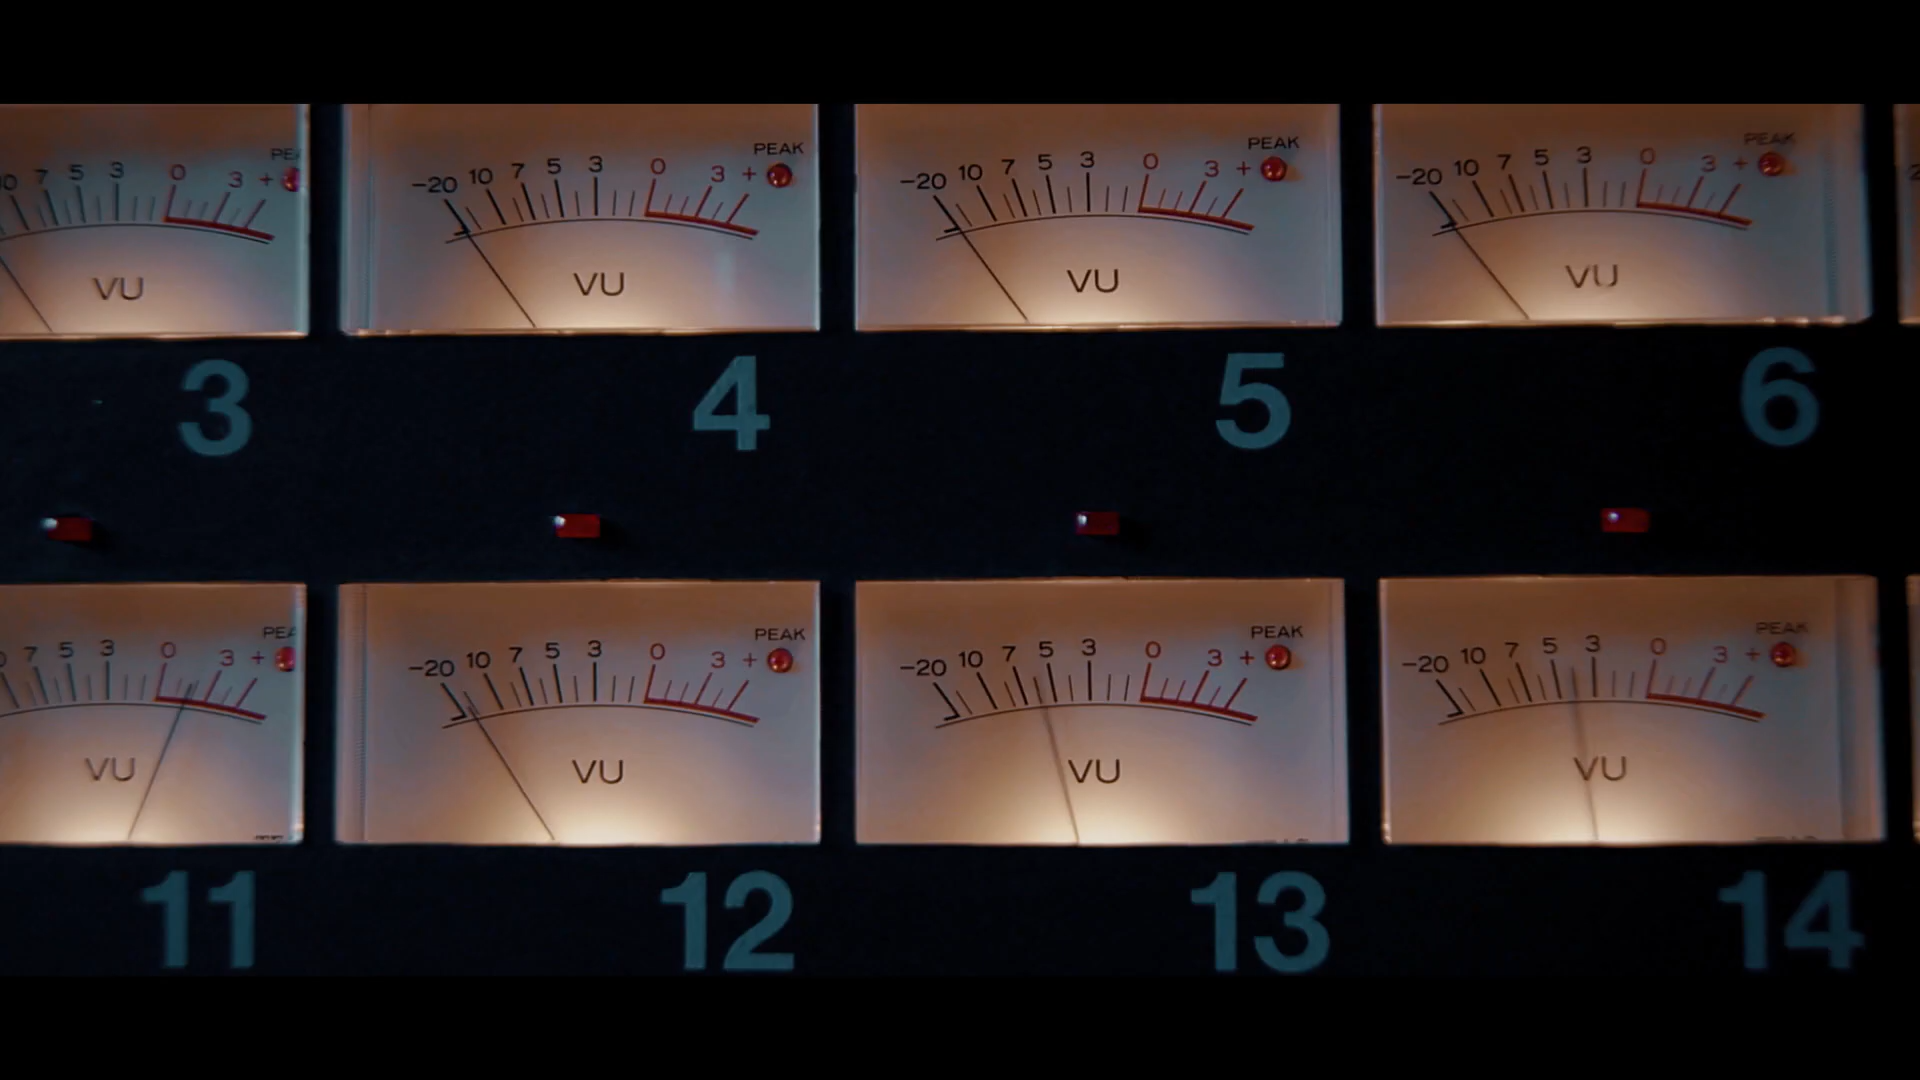 PEAK PEAK PEAK
10 7 5 3 0 3 + -20 10 7 5 3 0 3 + -20 10 7 5 3 0 3 + -20 10 7 5 3 0 3 +
VU VU VU VU
3 4 5 6
PEAK PEAK PEAK
7 5 3 0 3 + -20 10 7 5 3 0 3 + -20 10 7 5 3 0 3 + -20 10 7 5 3 0 3 +
VU VU VU VU
11 12 13 14